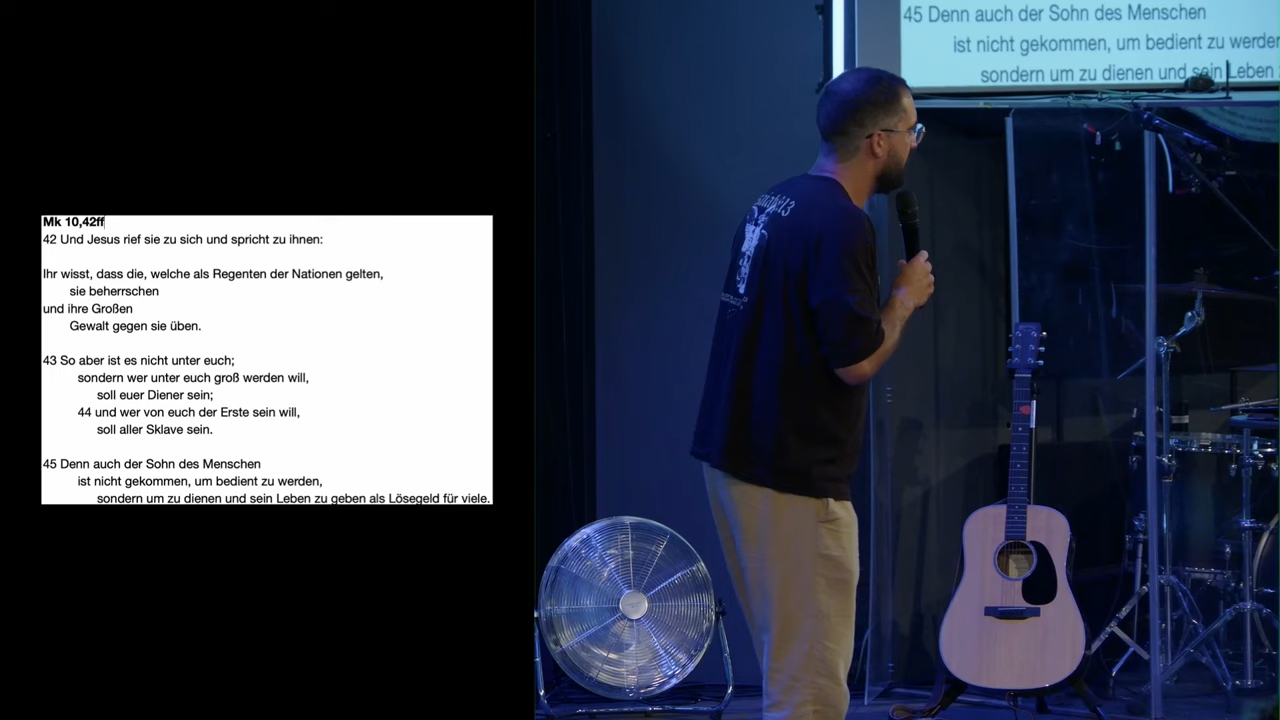 Mk 10,42ff
42 Und Jesus rief sie zu sich und spricht zu ihnen:
Ihr wisst, dass die, welche als Regenten der Nationen gelten,
sie beherrschen
und ihre Großen
Gewalt gegen sie üben.
43 So aber ist es nicht unter euch;
sondern wer unter euch groß werden will,
soll euer Diener sein;
44 und wer von euch der Erste sein will,
soll aller Sklave sein.
45 Denn auch der Sohn des Menschen
ist nicht gekommen, um bedient zu werden,
sondern um zu dienen und sein Leben zu geben als Lösegeld für viele.
45 Denn auch der Sohn des Menschen
ist nicht gekommen, um bedient zu werde
sondern um zu dienen und sein Leben